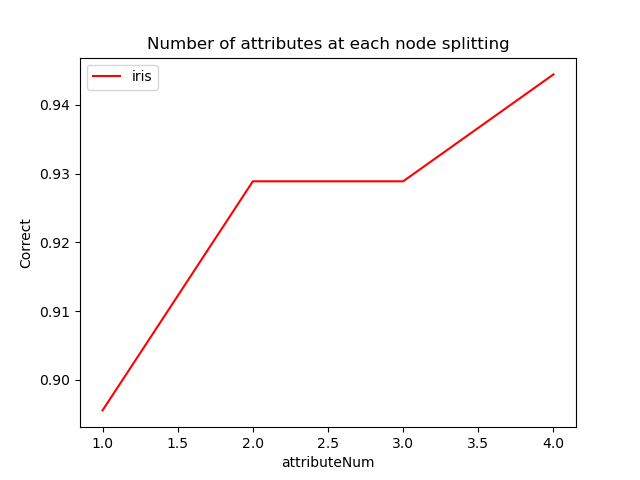 Number of attributes at each node splitting
iris
0.94
0.93
0.92
0.91
0.90
Correct
1.0 1.5 2.0 2.5 3.0 3.5 4.0
attributeNum